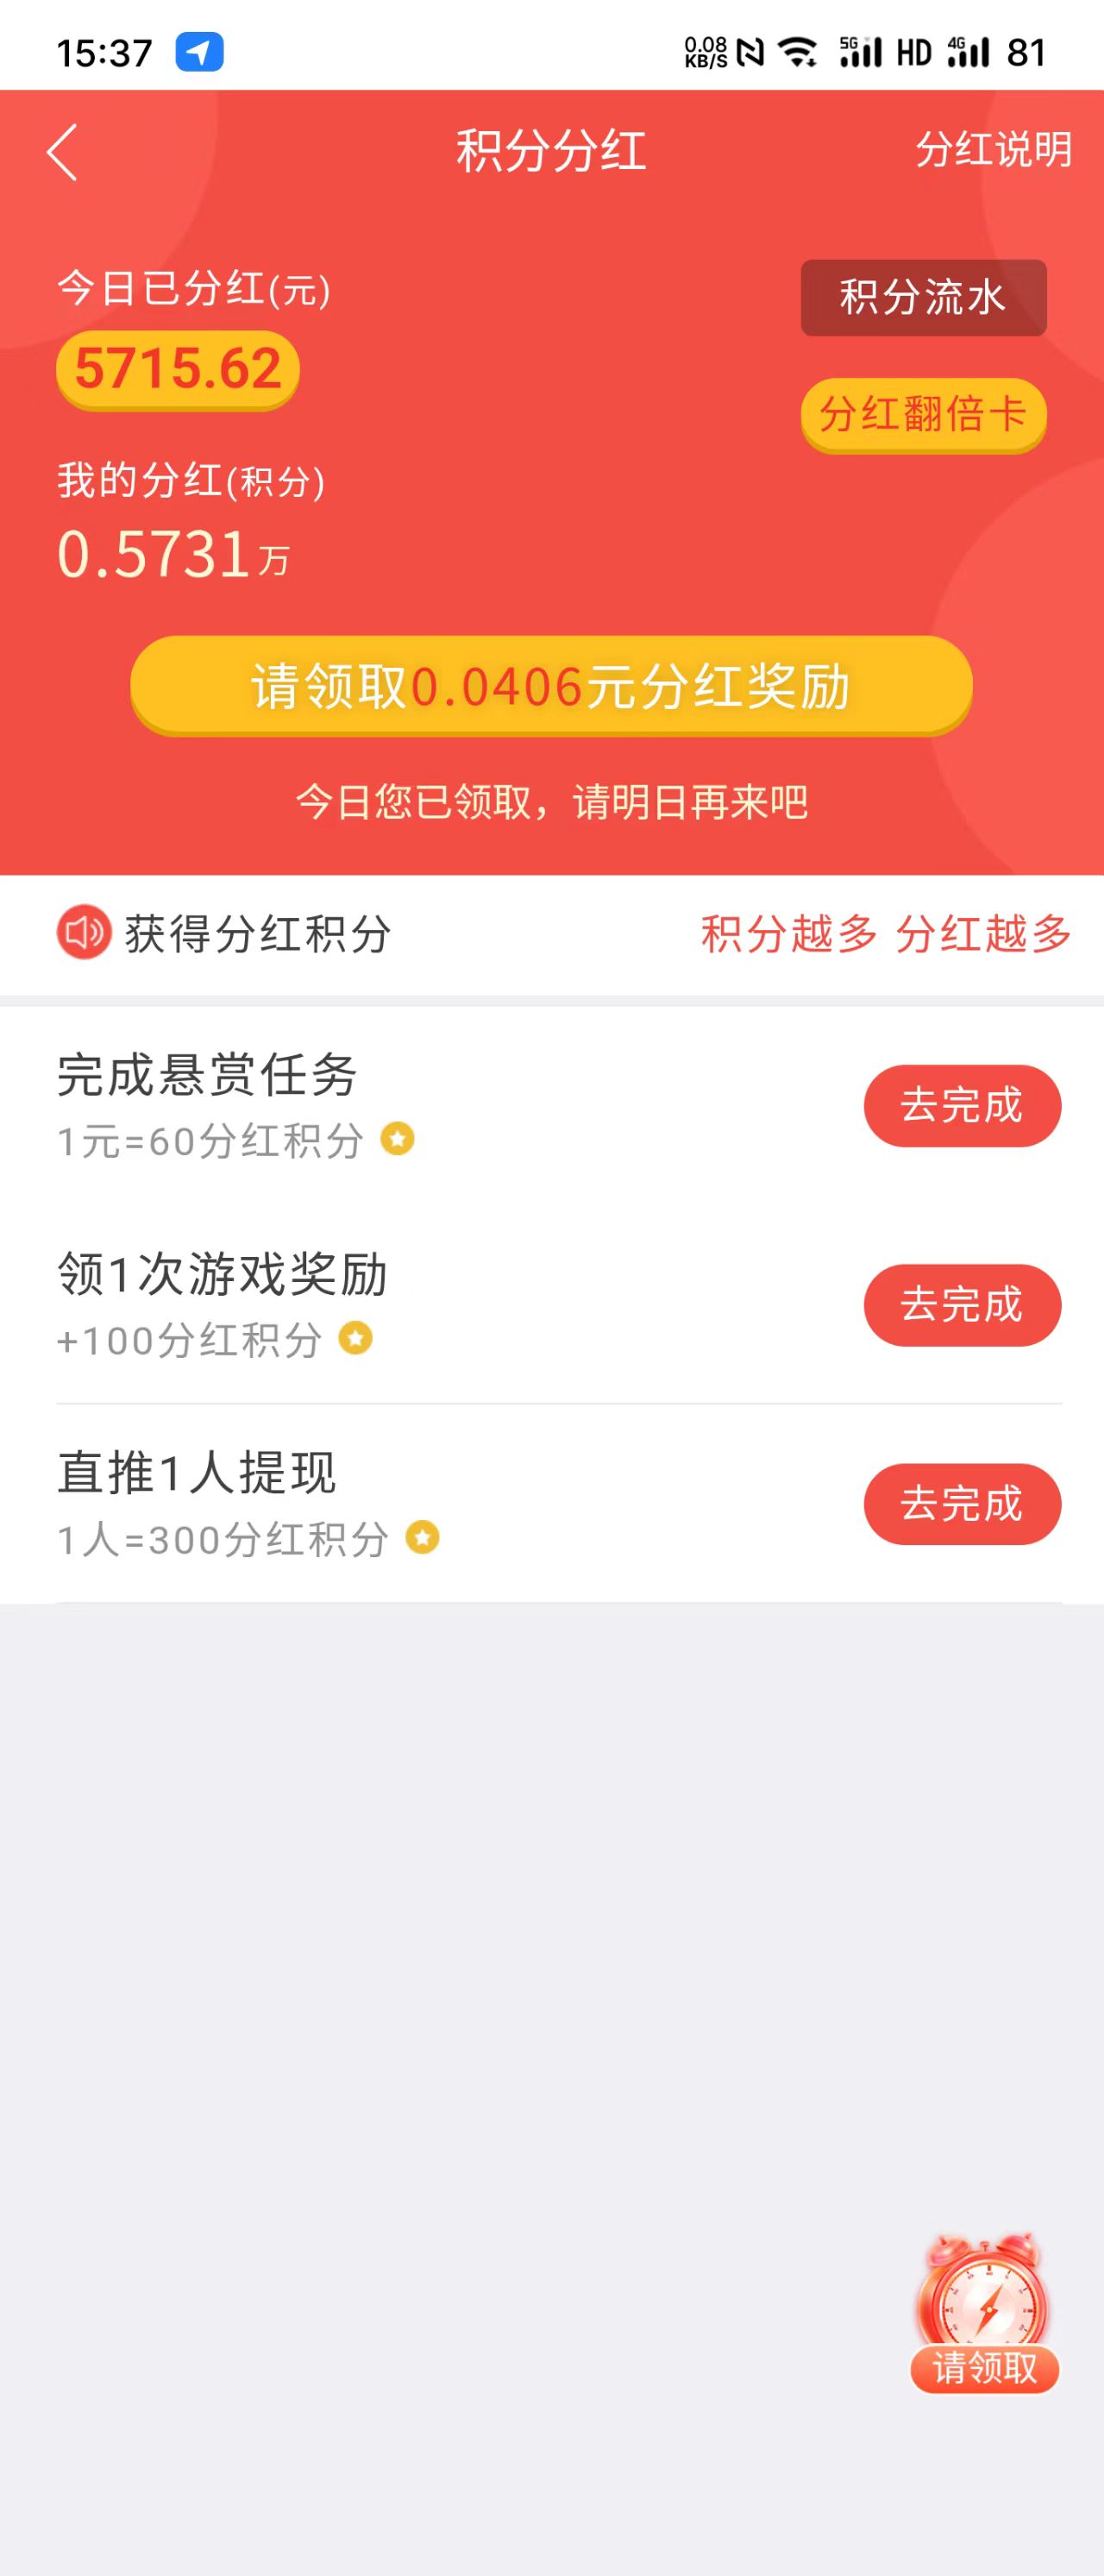 15:37
0.08 KB/S 5G HD 4G 81
积分分红
分红说明
今日已分红(元)
积分流水
5715.62
分红翻倍卡
我的分红(积分)
0.5731万
请领取0.0406元分红奖励
今日您已领取，请明日再来吧
获得分红积分
积分越多 分红越多
完成悬赏任务
1元=60分红积分
去完成
领1次游戏奖励
+100分红积分
去完成
直推1人提现
1人=300分红积分
去完成
请领取